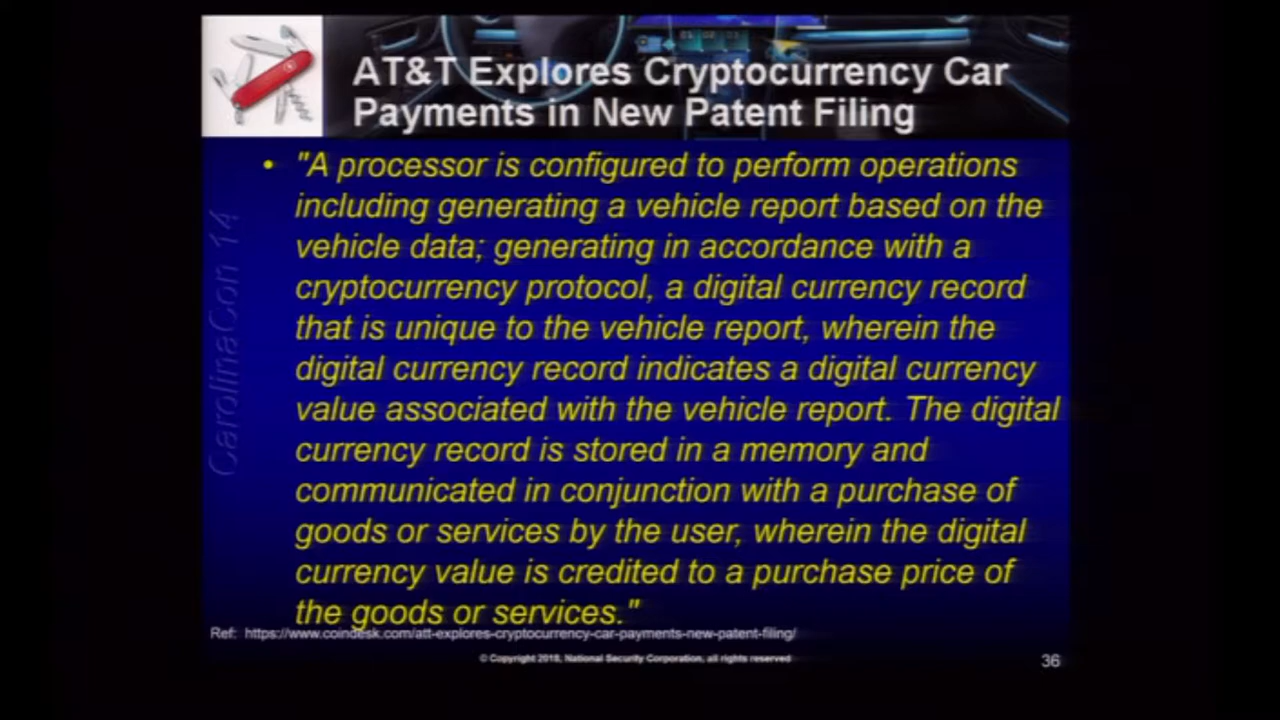 AT&T Explores Cryptocurrency Car
Payments in New Patent Filing
• "A processor is configured to perform operations
including generating a vehicle report based on the
vehicle data; generating in accordance with a
cryptocurrency protocol, a digital currency record
that is unique to the vehicle report, wherein the
digital currency record indicates a digital currency
value associated with the vehicle report. The digital
currency record is stored in a memory and
communicated in conjunction with a purchase of
goods or services by the user, wherein the digital
currency value is credited to a purchase price of
the goods or services."
CarolinaCon 14
Ref: https://www.coindesk.com/att-explores-cryptocurrency-car-payments-new-patent-filing/
© Copyright 2018, National Security Corporation, all rights reserved
36